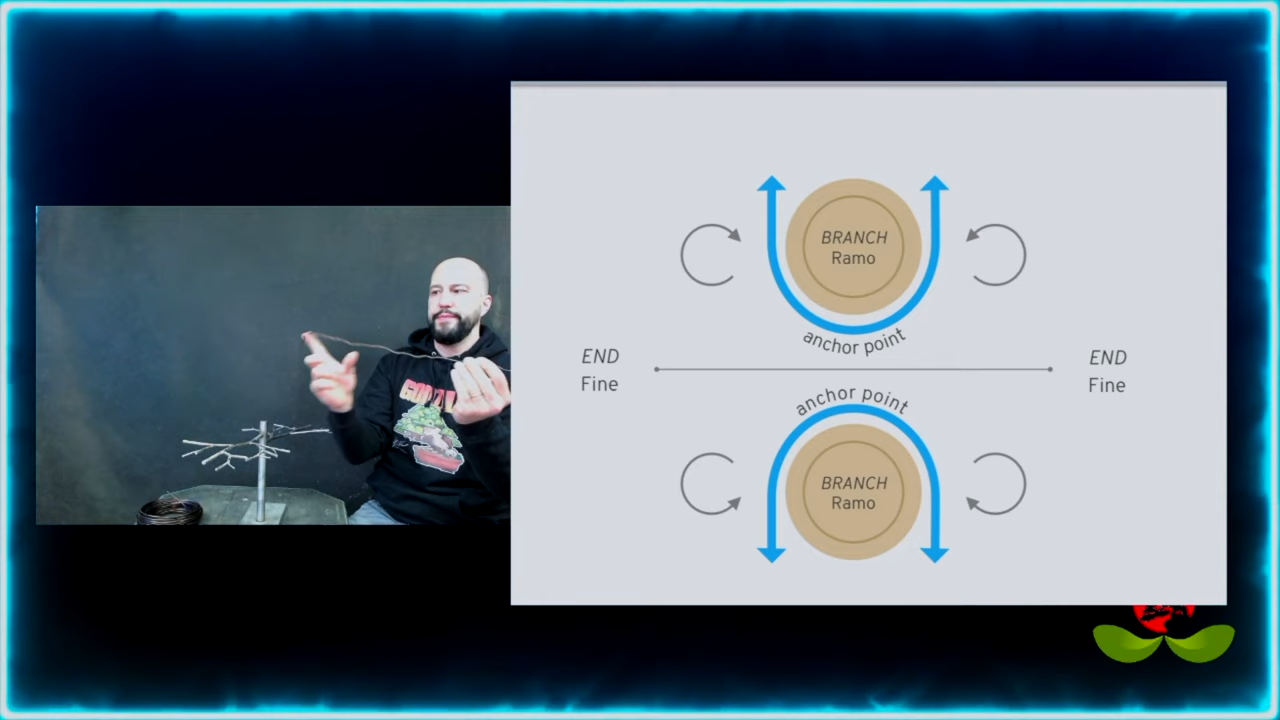 BRANCH
Ramo
anchor point
END
Fine
END
Fine
anchor point
BRANCH
Ramo